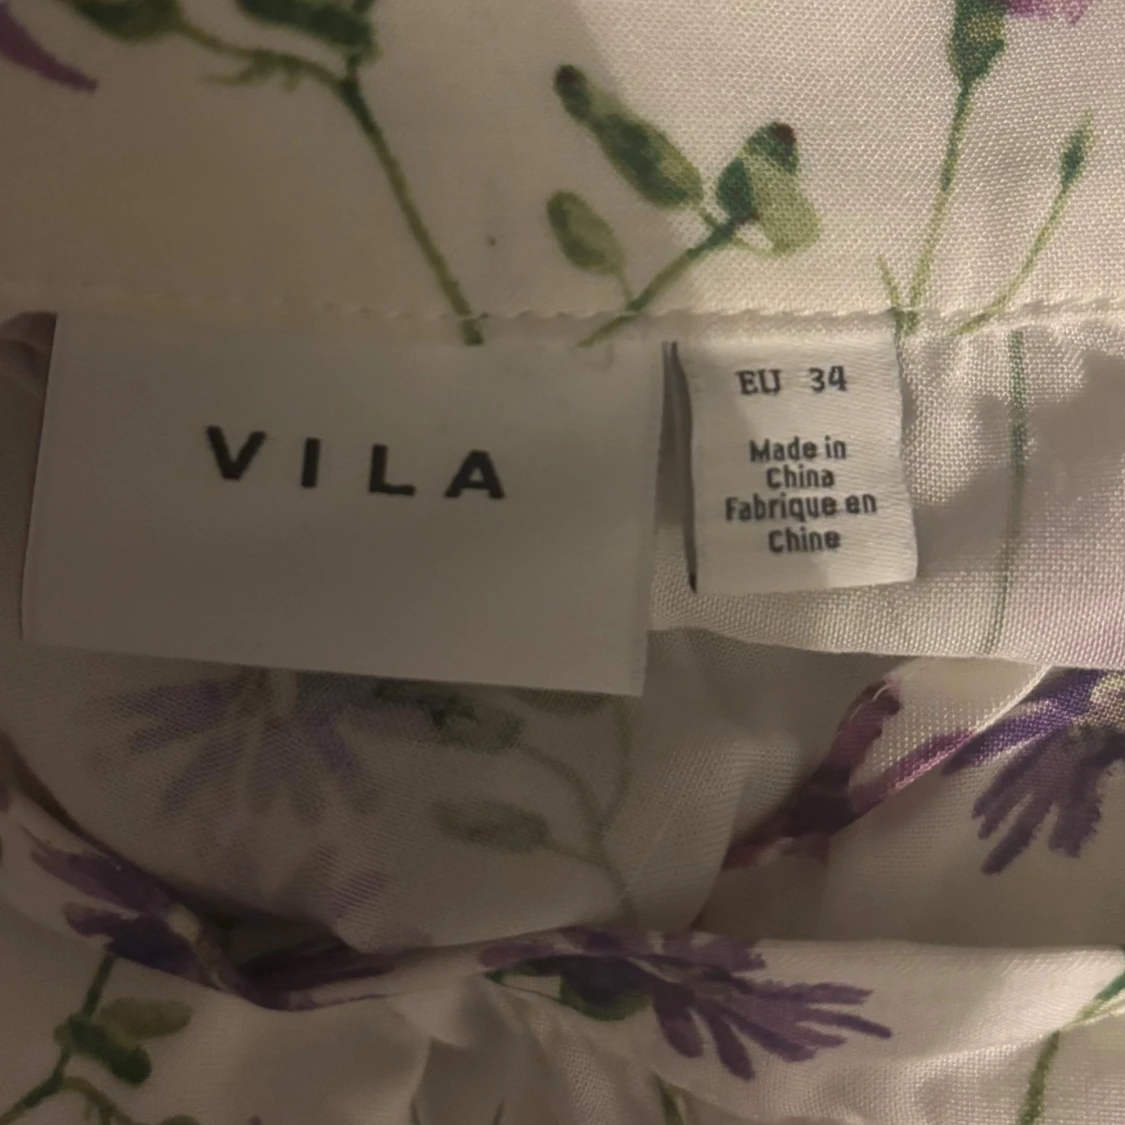 VILA
EU 34
Made in
China
Fabrique en
Chine